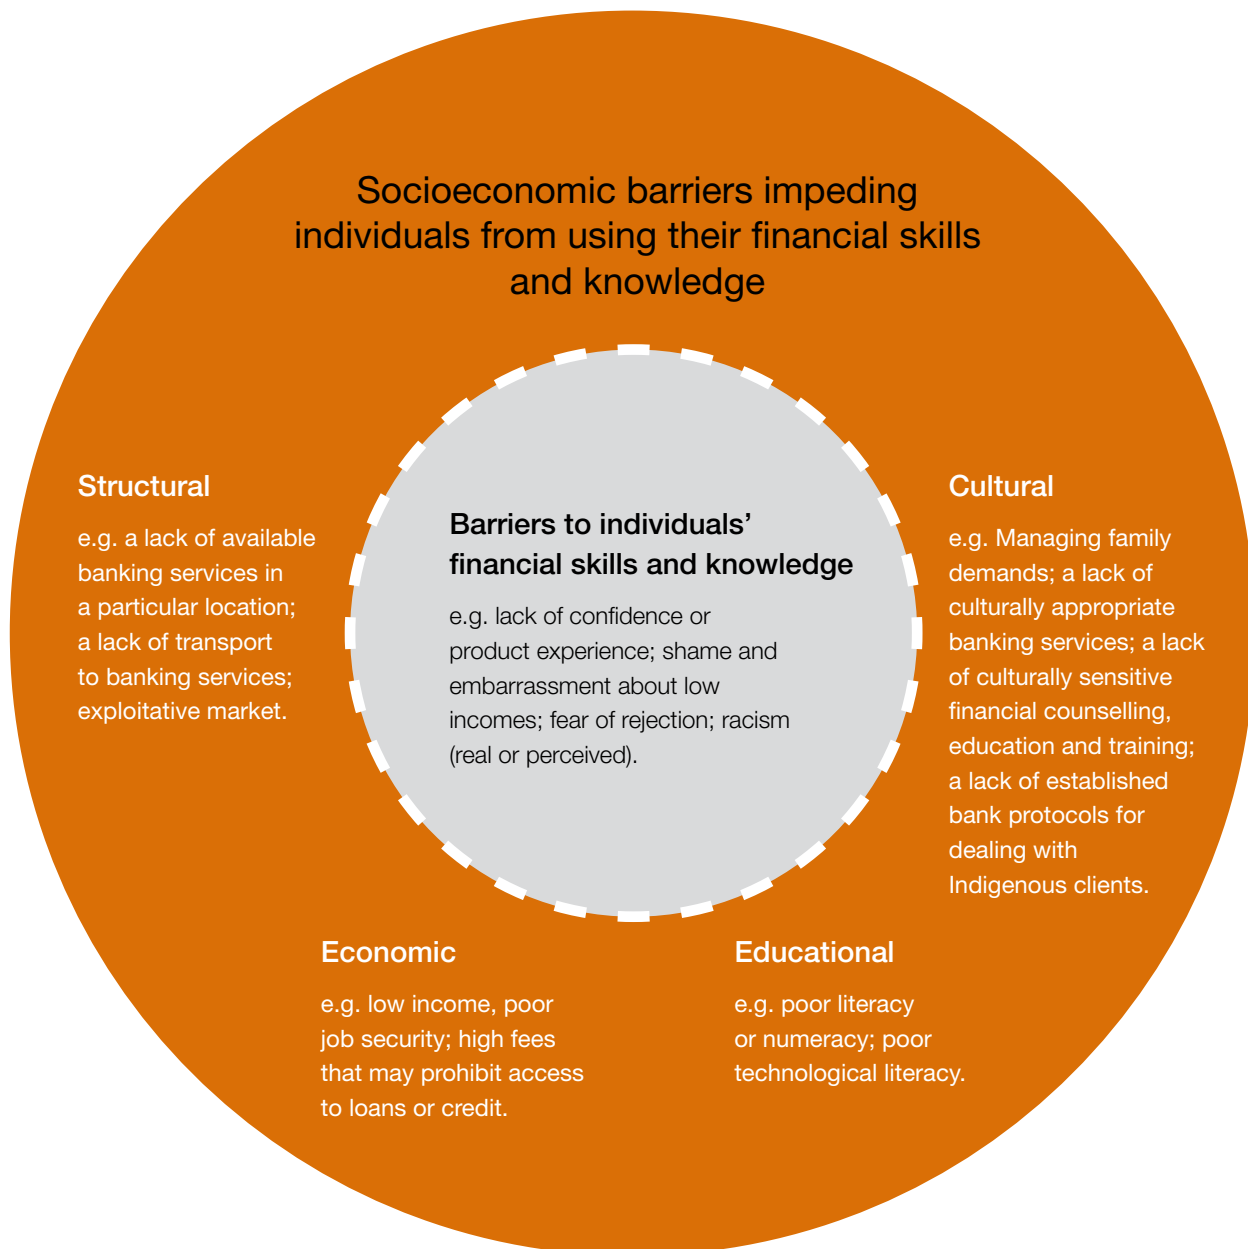 Socioeconomic barriers impeding
individuals from using their financial skills
and knowledge
Structural
e.g. a lack of available
banking services in
a particular location;
a lack of transport
to banking services;
exploitative market.
Barriers to individuals’
financial skills and knowledge
e.g. lack of confidence or
product experience; shame and
embarrassment about low
incomes; fear of rejection; racism
(real or perceived).
Cultural
e.g. Managing family
demands; a lack of
culturally appropriate
banking services; a lack
of culturally sensitive
financial counselling,
education and training;
a lack of established
bank protocols for
dealing with
Indigenous clients.
Economic
e.g. low income, poor
job security; high fees
that may prohibit access
to loans or credit.
Educational
e.g. poor literacy
or numeracy; poor
technological literacy.